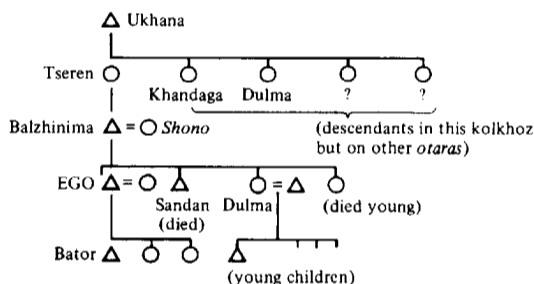 Ukhana
Tseren
Khandaga Dulma ? ?
Balzhinima = Shono (descendants in this kolkhoz
but on other otaras)
EGO = Sandan Dulma = (died young)
(died)
Bator
(young children)